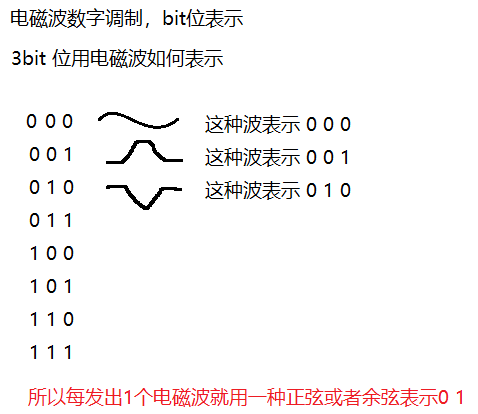 电磁波数字调制，bit位表示
3bit 位用电磁波如何表示
0 0 0 这种波表示 0 0 0
0 0 1 这种波表示 0 0 1
0 1 0 这种波表示 0 1 0
0 1 1
1 0 0
1 0 1
1 1 0
1 1 1
所以每发出1个电磁波就用一种正弦或者余弦表示0 1